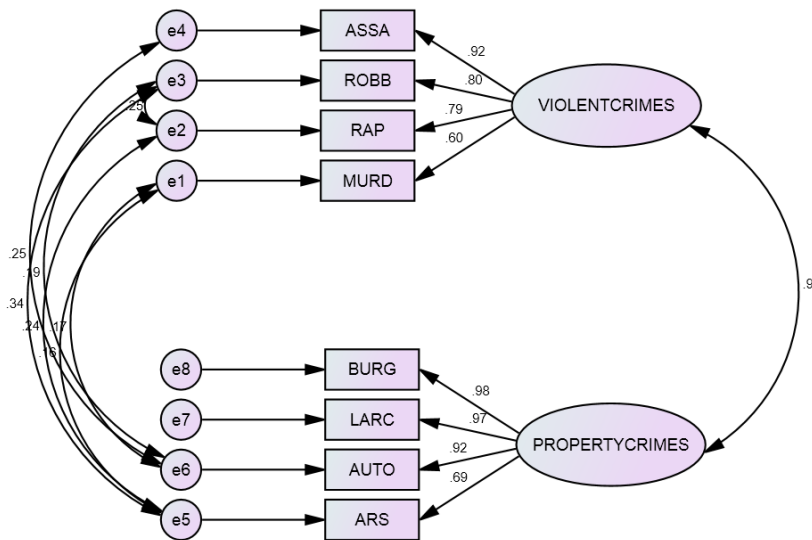 e4
ASSA
.92
e3
ROBB
.80
VIOLENTCRIMES
.25
e2
RAP
.79
e1
MURD
.60
.25
.19
.9
.34
.24
.17
.16
e8
BURG
.98
e7
LARC
.97
PROPERTYCRIMES
e6
AUTO
.92
e5
ARS
.69